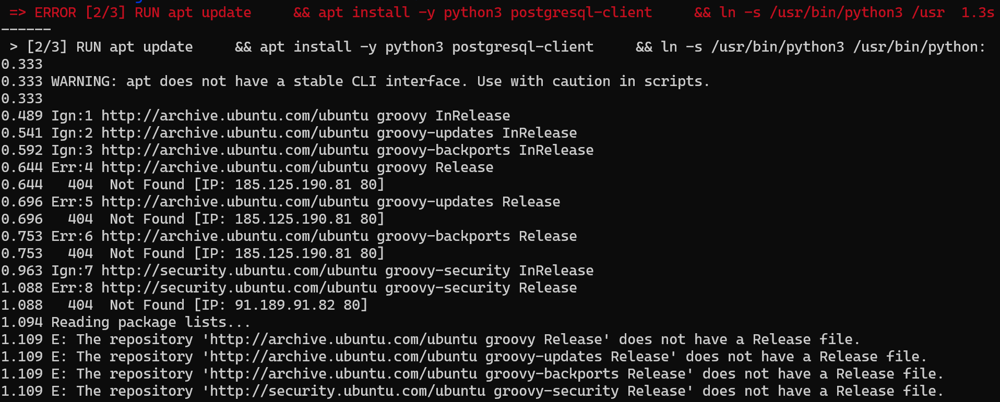 => ERROR [2/3] RUN apt update     && apt install -y python3 postgresql-client     && ln -s /usr/bin/python3 /usr  1.3s
------
 > [2/3] RUN apt update     && apt install -y python3 postgresql-client     && ln -s /usr/bin/python3 /usr/bin/python:
0.333
0.333 WARNING: apt does not have a stable CLI interface. Use with caution in scripts.
0.333
0.489 Ign:1 http://archive.ubuntu.com/ubuntu groovy InRelease
0.541 Ign:2 http://archive.ubuntu.com/ubuntu groovy-updates InRelease
0.592 Ign:3 http://archive.ubuntu.com/ubuntu groovy-backports InRelease
0.644 Err:4 http://archive.ubuntu.com/ubuntu groovy Release
0.644   404  Not Found [IP: 185.125.190.81 80]
0.696 Err:5 http://archive.ubuntu.com/ubuntu groovy-updates Release
0.696   404  Not Found [IP: 185.125.190.81 80]
0.753 Err:6 http://archive.ubuntu.com/ubuntu groovy-backports Release
0.753   404  Not Found [IP: 185.125.190.81 80]
0.963 Ign:7 http://security.ubuntu.com/ubuntu groovy-security InRelease
1.088 Err:8 http://security.ubuntu.com/ubuntu groovy-security Release
1.088   404  Not Found [IP: 91.189.91.82 80]
1.094 Reading package lists...
1.109 E: The repository 'http://archive.ubuntu.com/ubuntu groovy Release' does not have a Release file.
1.109 E: The repository 'http://archive.ubuntu.com/ubuntu groovy-updates Release' does not have a Release file.
1.109 E: The repository 'http://archive.ubuntu.com/ubuntu groovy-backports Release' does not have a Release file.
1.109 E: The repository 'http://security.ubuntu.com/ubuntu groovy-security Release' does not have a Release file.